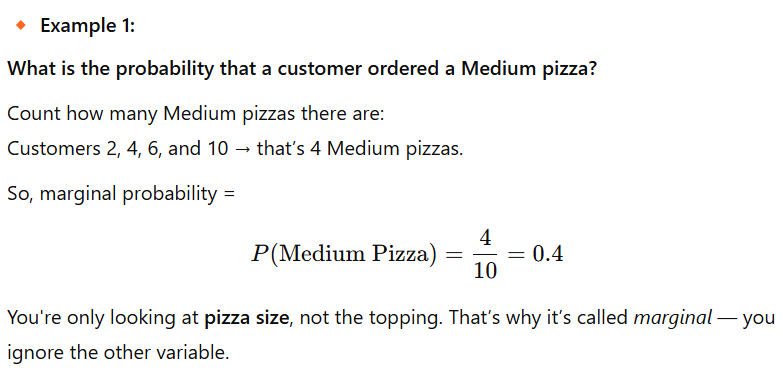 🔸 Example 1:
What is the probability that a customer ordered a Medium pizza?
Count how many Medium pizzas there are:
Customers 2, 4, 6, and 10 → that’s 4 Medium pizzas.
So, marginal probability =
P(Medium Pizza) = 4/10 = 0.4
You're only looking at pizza size, not the topping. That’s why it’s called marginal — you
ignore the other variable.